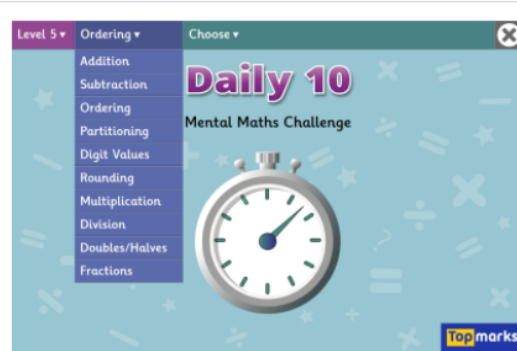 Level 5 ▾ Ordering ▾ Choose ▾
Addition
Subtraction
Ordering
Partitioning
Digit Values
Rounding
Multiplication
Division
Doubles/Halves
Fractions
Daily 10
Mental Maths Challenge
Topmarks